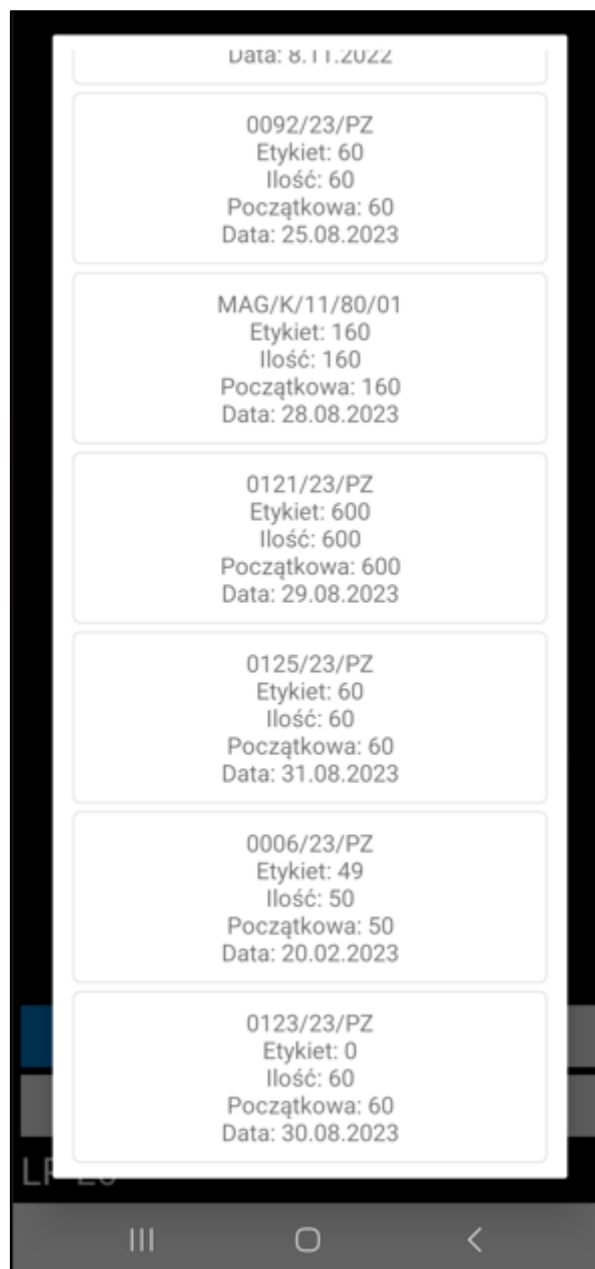 Data: 8.11.2022
0092/23/PZ
Etykiet: 60
Ilość: 60
Początkowa: 60
Data: 25.08.2023
MAG/K/11/80/01
Etykiet: 160
Ilość: 160
Początkowa: 160
Data: 28.08.2023
0121/23/PZ
Etykiet: 600
Ilość: 600
Początkowa: 600
Data: 29.08.2023
0125/23/PZ
Etykiet: 60
Ilość: 60
Początkowa: 60
Data: 31.08.2023
0006/23/PZ
Etykiet: 49
Ilość: 50
Początkowa: 50
Data: 20.02.2023
0123/23/PZ
Etykiet: 0
Ilość: 60
Początkowa: 60
Data: 30.08.2023